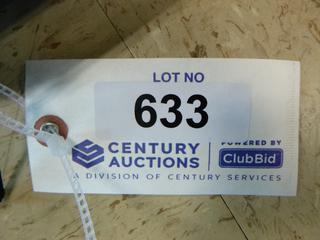 LOT NO
633
CENTURY AUCTIONS
POWERED BY
ClubBid
A DIVISION OF CENTURY SERVICES